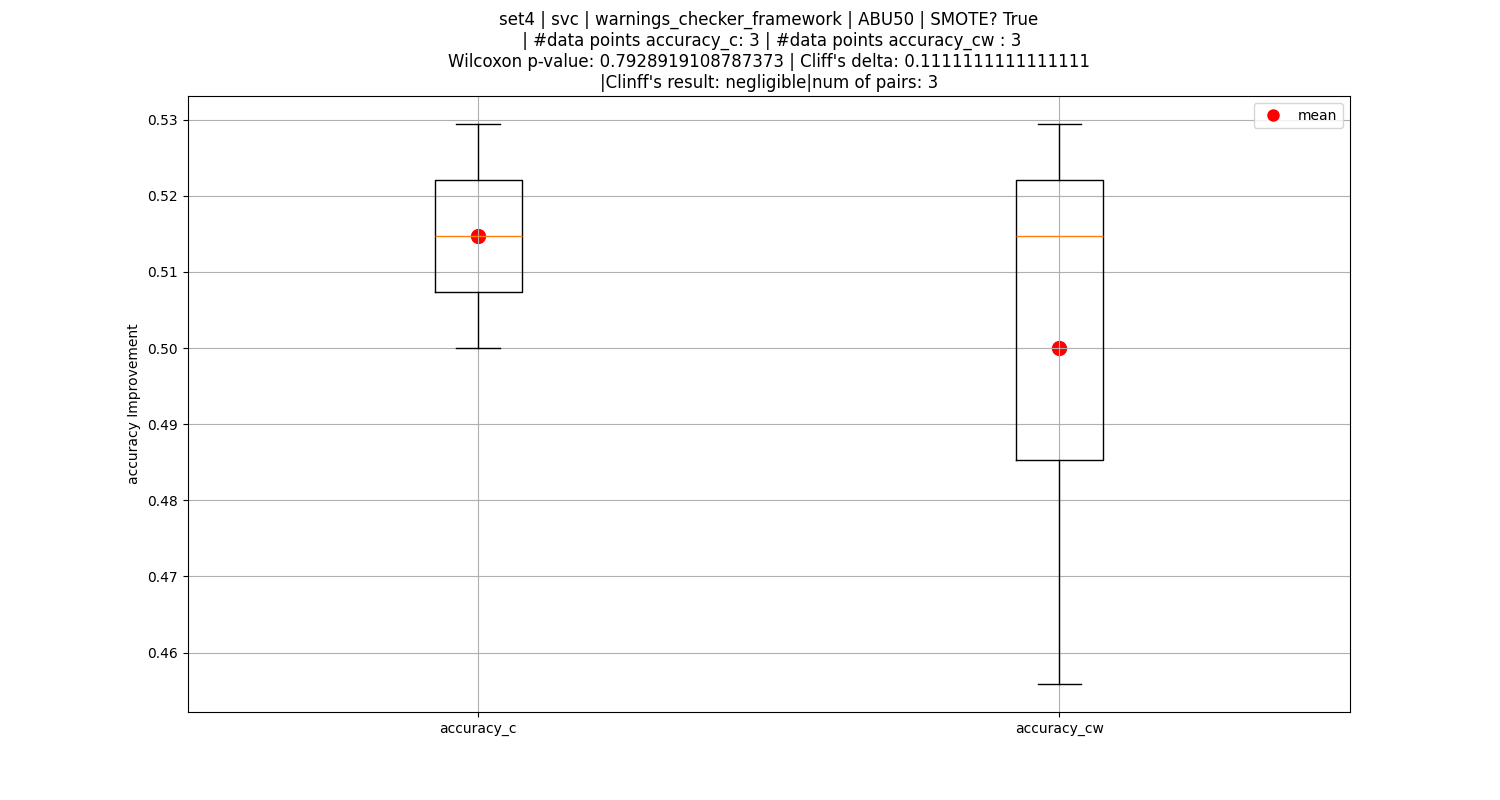 set4 | svc | warnings_checker_framework | ABU50 | SMOTE? True
| #data points accuracy_c: 3 | #data points accuracy_cw : 3
Wilcoxon p-value: 0.7928919108787373 | Cliff's delta: 0.1111111111111111
|Clinff's result: negligible|num of pairs: 3
mean
0.53
0.52
0.51
0.50
0.49
0.48
0.47
0.46
accuracy Improvement
accuracy_c
accuracy_cw